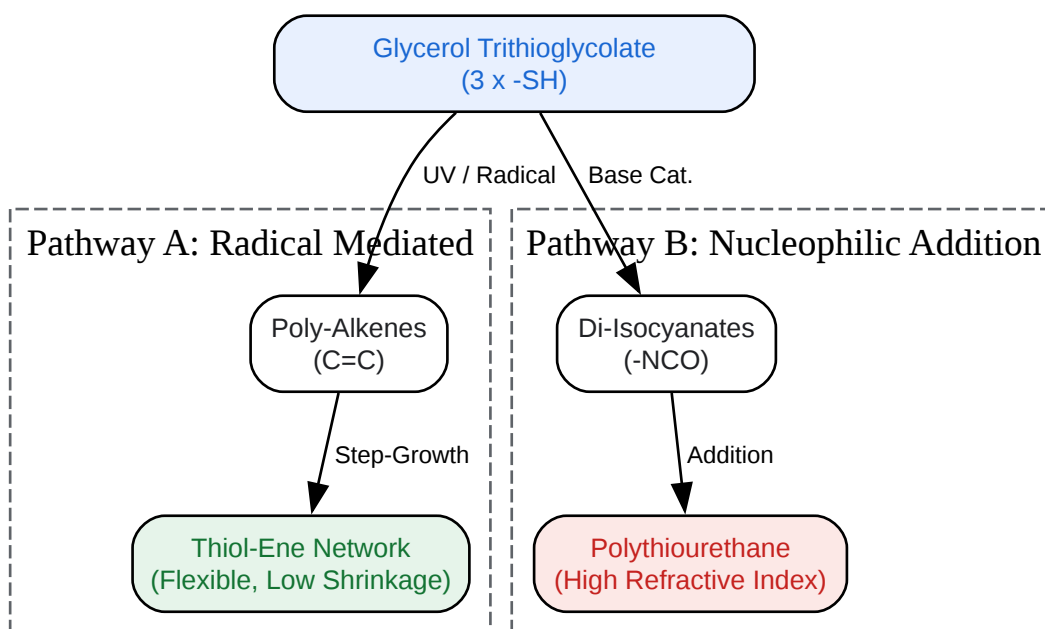 Glycerol Trithioglycolate
(3 x -SH)
UV / Radical
Base Cat.
Pathway A: Radical Mediated
Pathway B: Nucleophilic Addition
Poly-Alkenes
(C=C)
Di-Isocyanates
(-NCO)
Step-Growth
Addition
Thiol-Ene Network
(Flexible, Low Shrinkage)
Polythiourethane
(High Refractive Index)